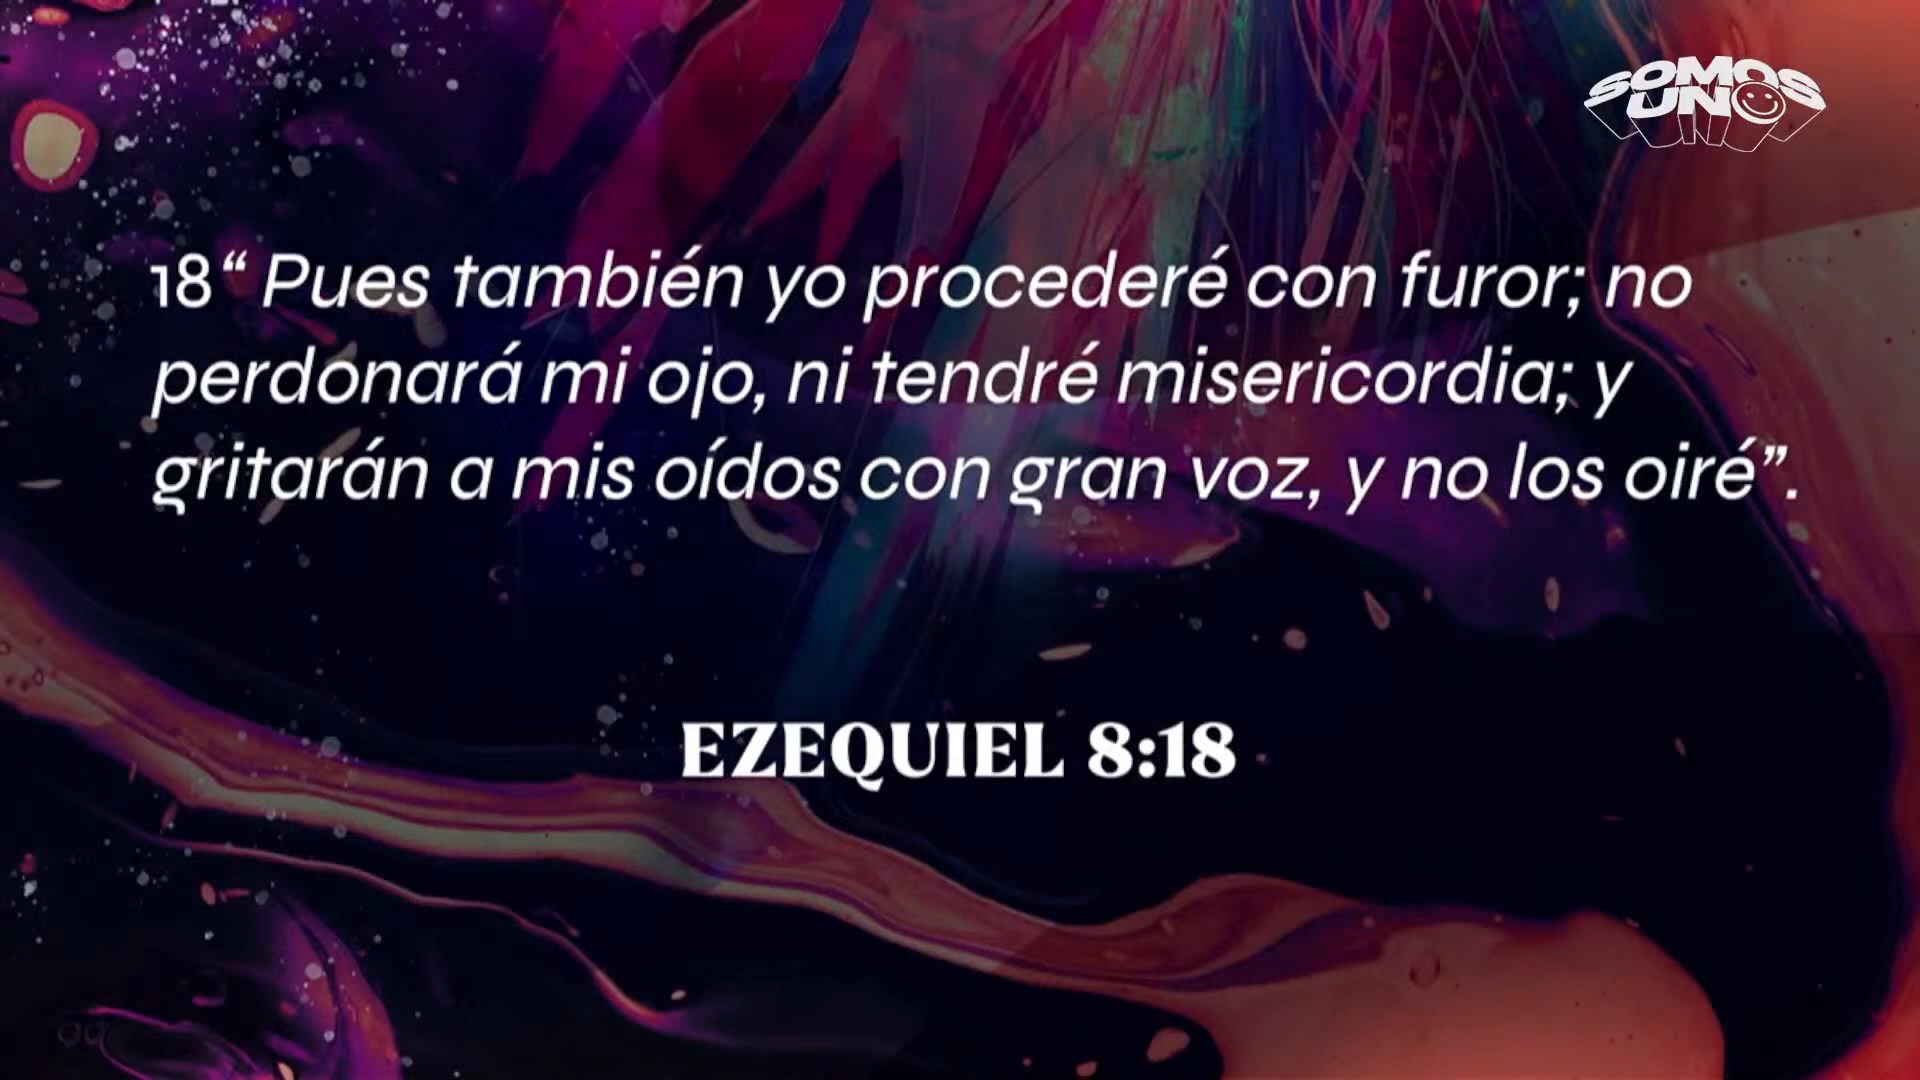 SOMOS
UNO
18“ Pues también yo procederé con furor; no
perdonará mi ojo, ni tendré misericordia; y
gritarán a mis oídos con gran voz, y no los oiré”.
EZEQUIEL 8:18